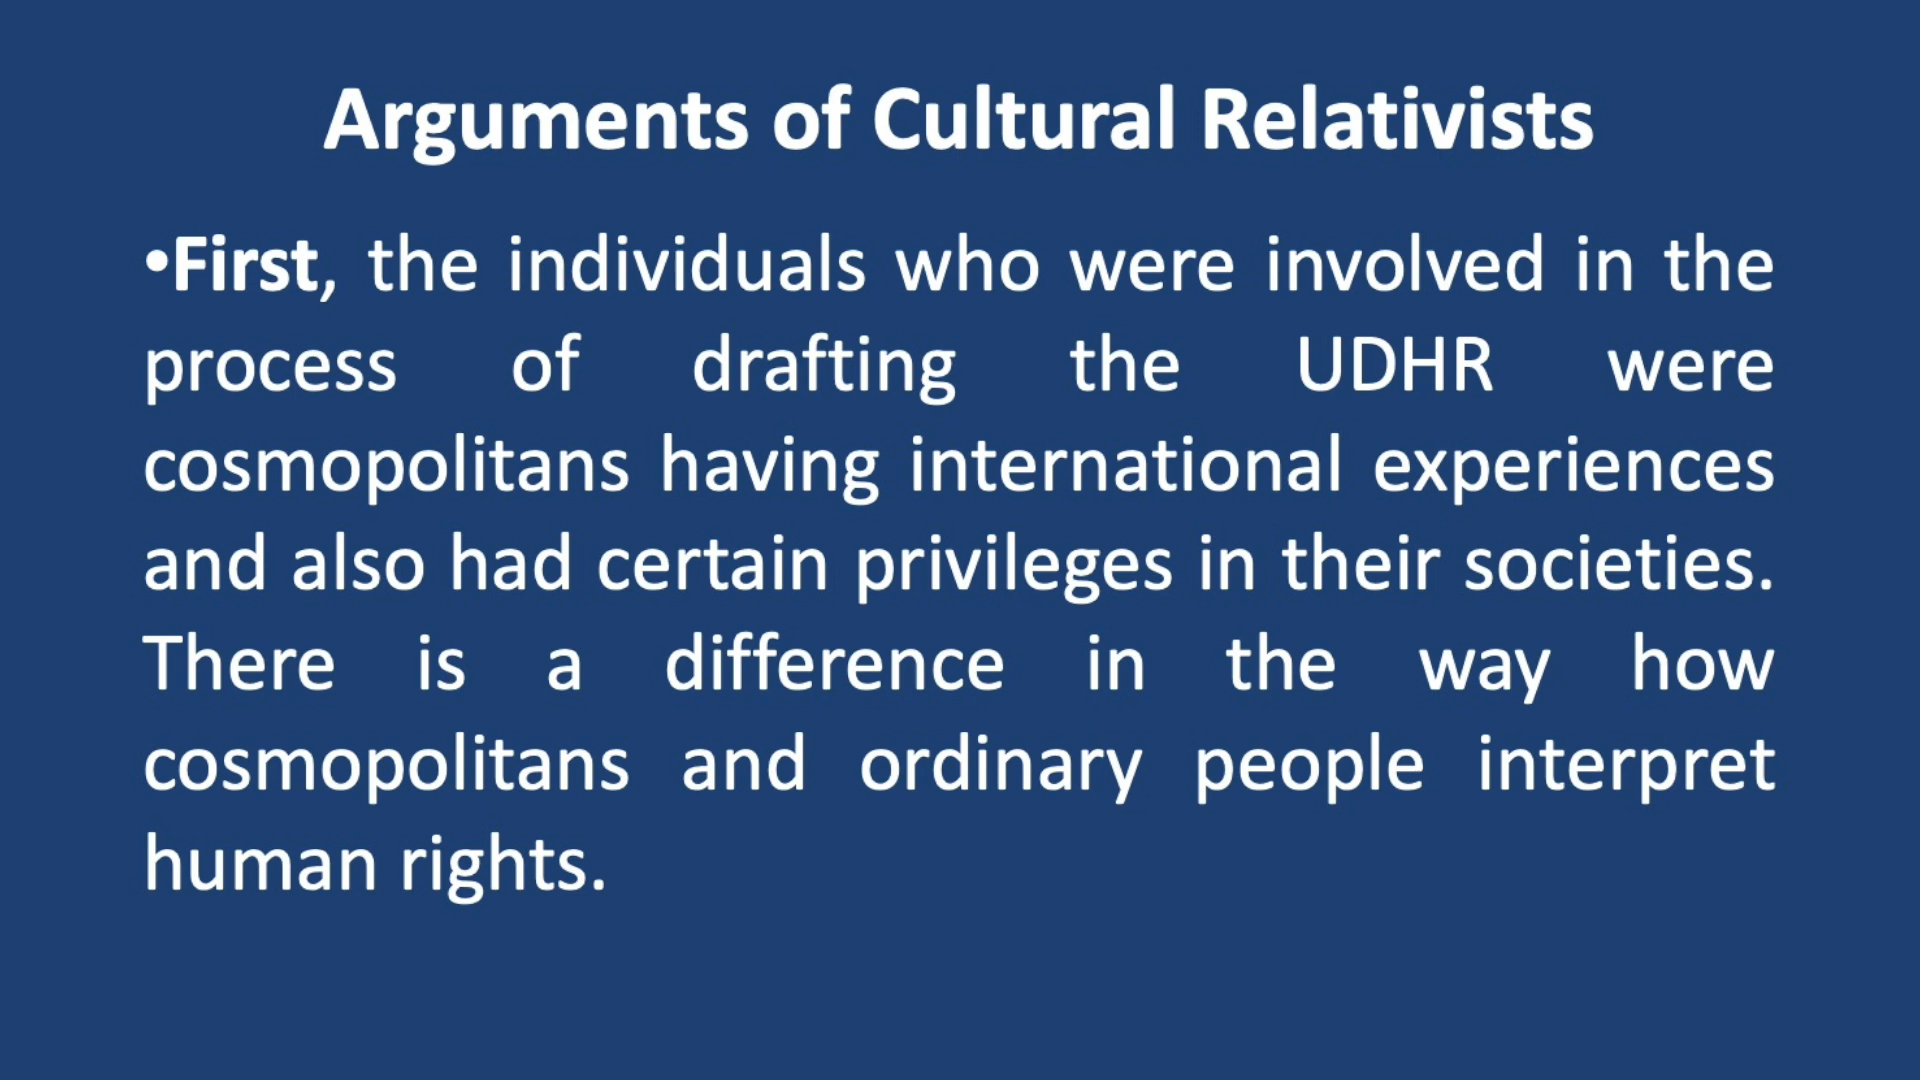 Arguments of Cultural Relativists
•First, the individuals who were involved in the
process of drafting the UDHR were
cosmopolitans having international experiences
and also had certain privileges in their societies.
There is a difference in the way how
cosmopolitans and ordinary people interpret
human rights.